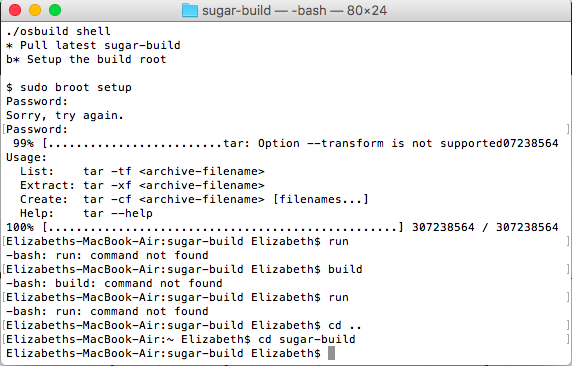 sugar-build — -bash — 80×24
./osbuild shell
* Pull latest sugar-build
b* Setup the build root

$ sudo broot setup
Password:
Sorry, try again.
[Password:                                                                      ]
 99% [.........................tar: Option --transform is not supported07238564
Usage:
  List:    tar -tf <archive-filename>
  Extract: tar -xf <archive-filename>
  Create:  tar -cf <archive-filename> [filenames...]
  Help:    tar --help
100% [..................................................] 307238564 / 307238564
[Elizabeths-MacBook-Air:sugar-build Elizabeth$ run                              ]
-bash: run: command not found
[Elizabeths-MacBook-Air:sugar-build Elizabeth$ build                            ]
-bash: build: command not found
[Elizabeths-MacBook-Air:sugar-build Elizabeth$ run                              ]
-bash: run: command not found
[Elizabeths-MacBook-Air:sugar-build Elizabeth$ cd ..                            ]
[Elizabeths-MacBook-Air:~ Elizabeth$ cd sugar-build                             ]
Elizabeths-MacBook-Air:sugar-build Elizabeth$